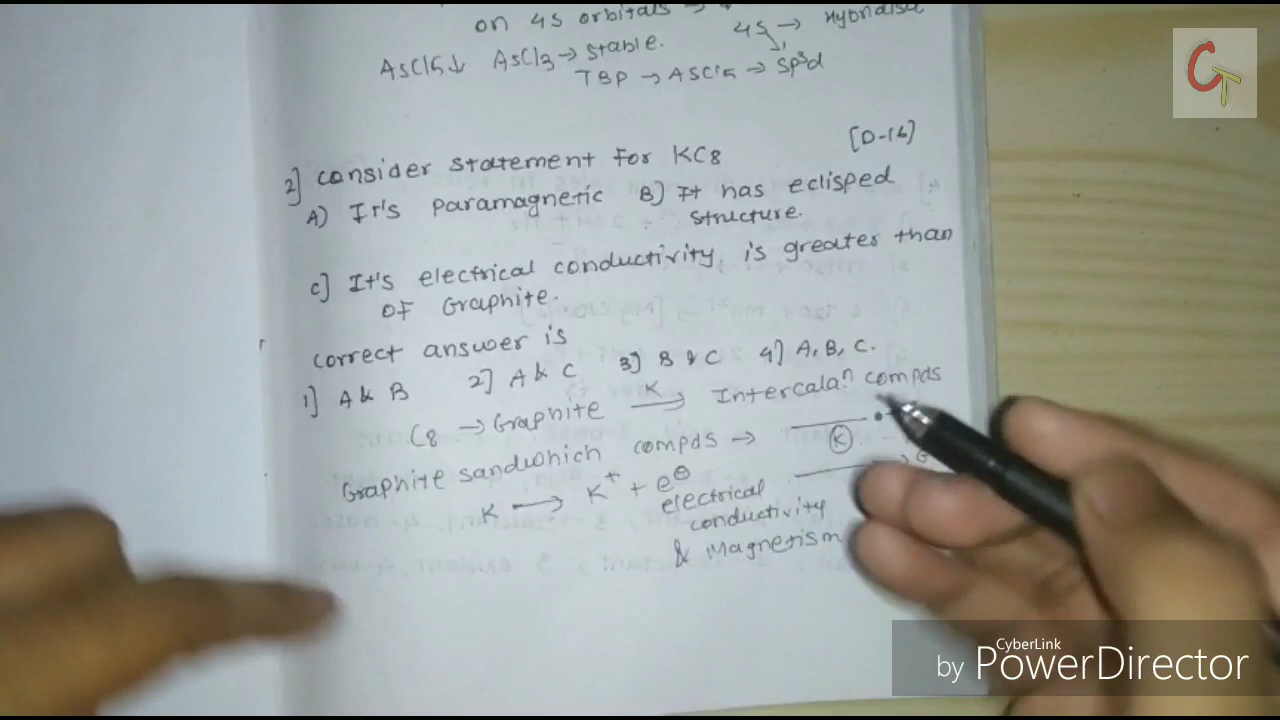 on 4s orbitals →
4s → Hybridis
AsCl5↓ AsCl3 → stable.
TBP → ASCl5 → sp³d
[D-16]
2] consider statement for KC8
A) It's paramagnetic B) It has eclisped
structure.
C] It's electrical conductivity is greater than
of Graphite.
correct answer is
1] A & B 2] A & C 3] B & C 4] A, B, C.
C8 → Graphite K → Intercalaⁿ compds
Graphite sandwhich compds → K
K → K⁺ + e⊖
electrical
conductivity
& Magnetism
CT
CyberLink
by PowerDirector